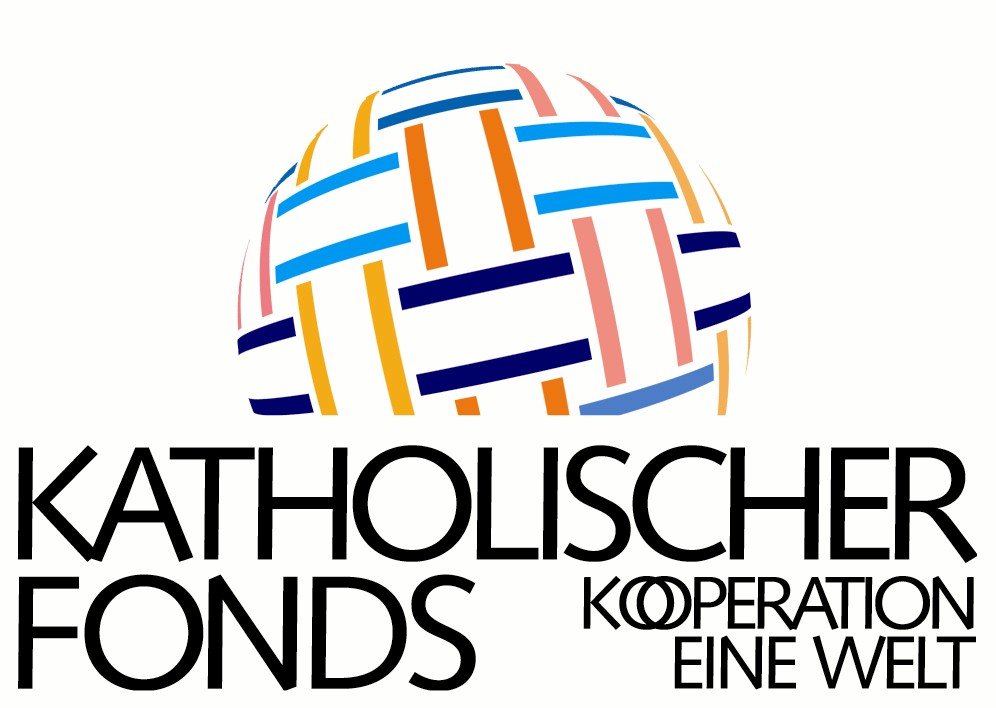 KATHOLISCHER
FONDS
KOOPERATION
EINE WELT